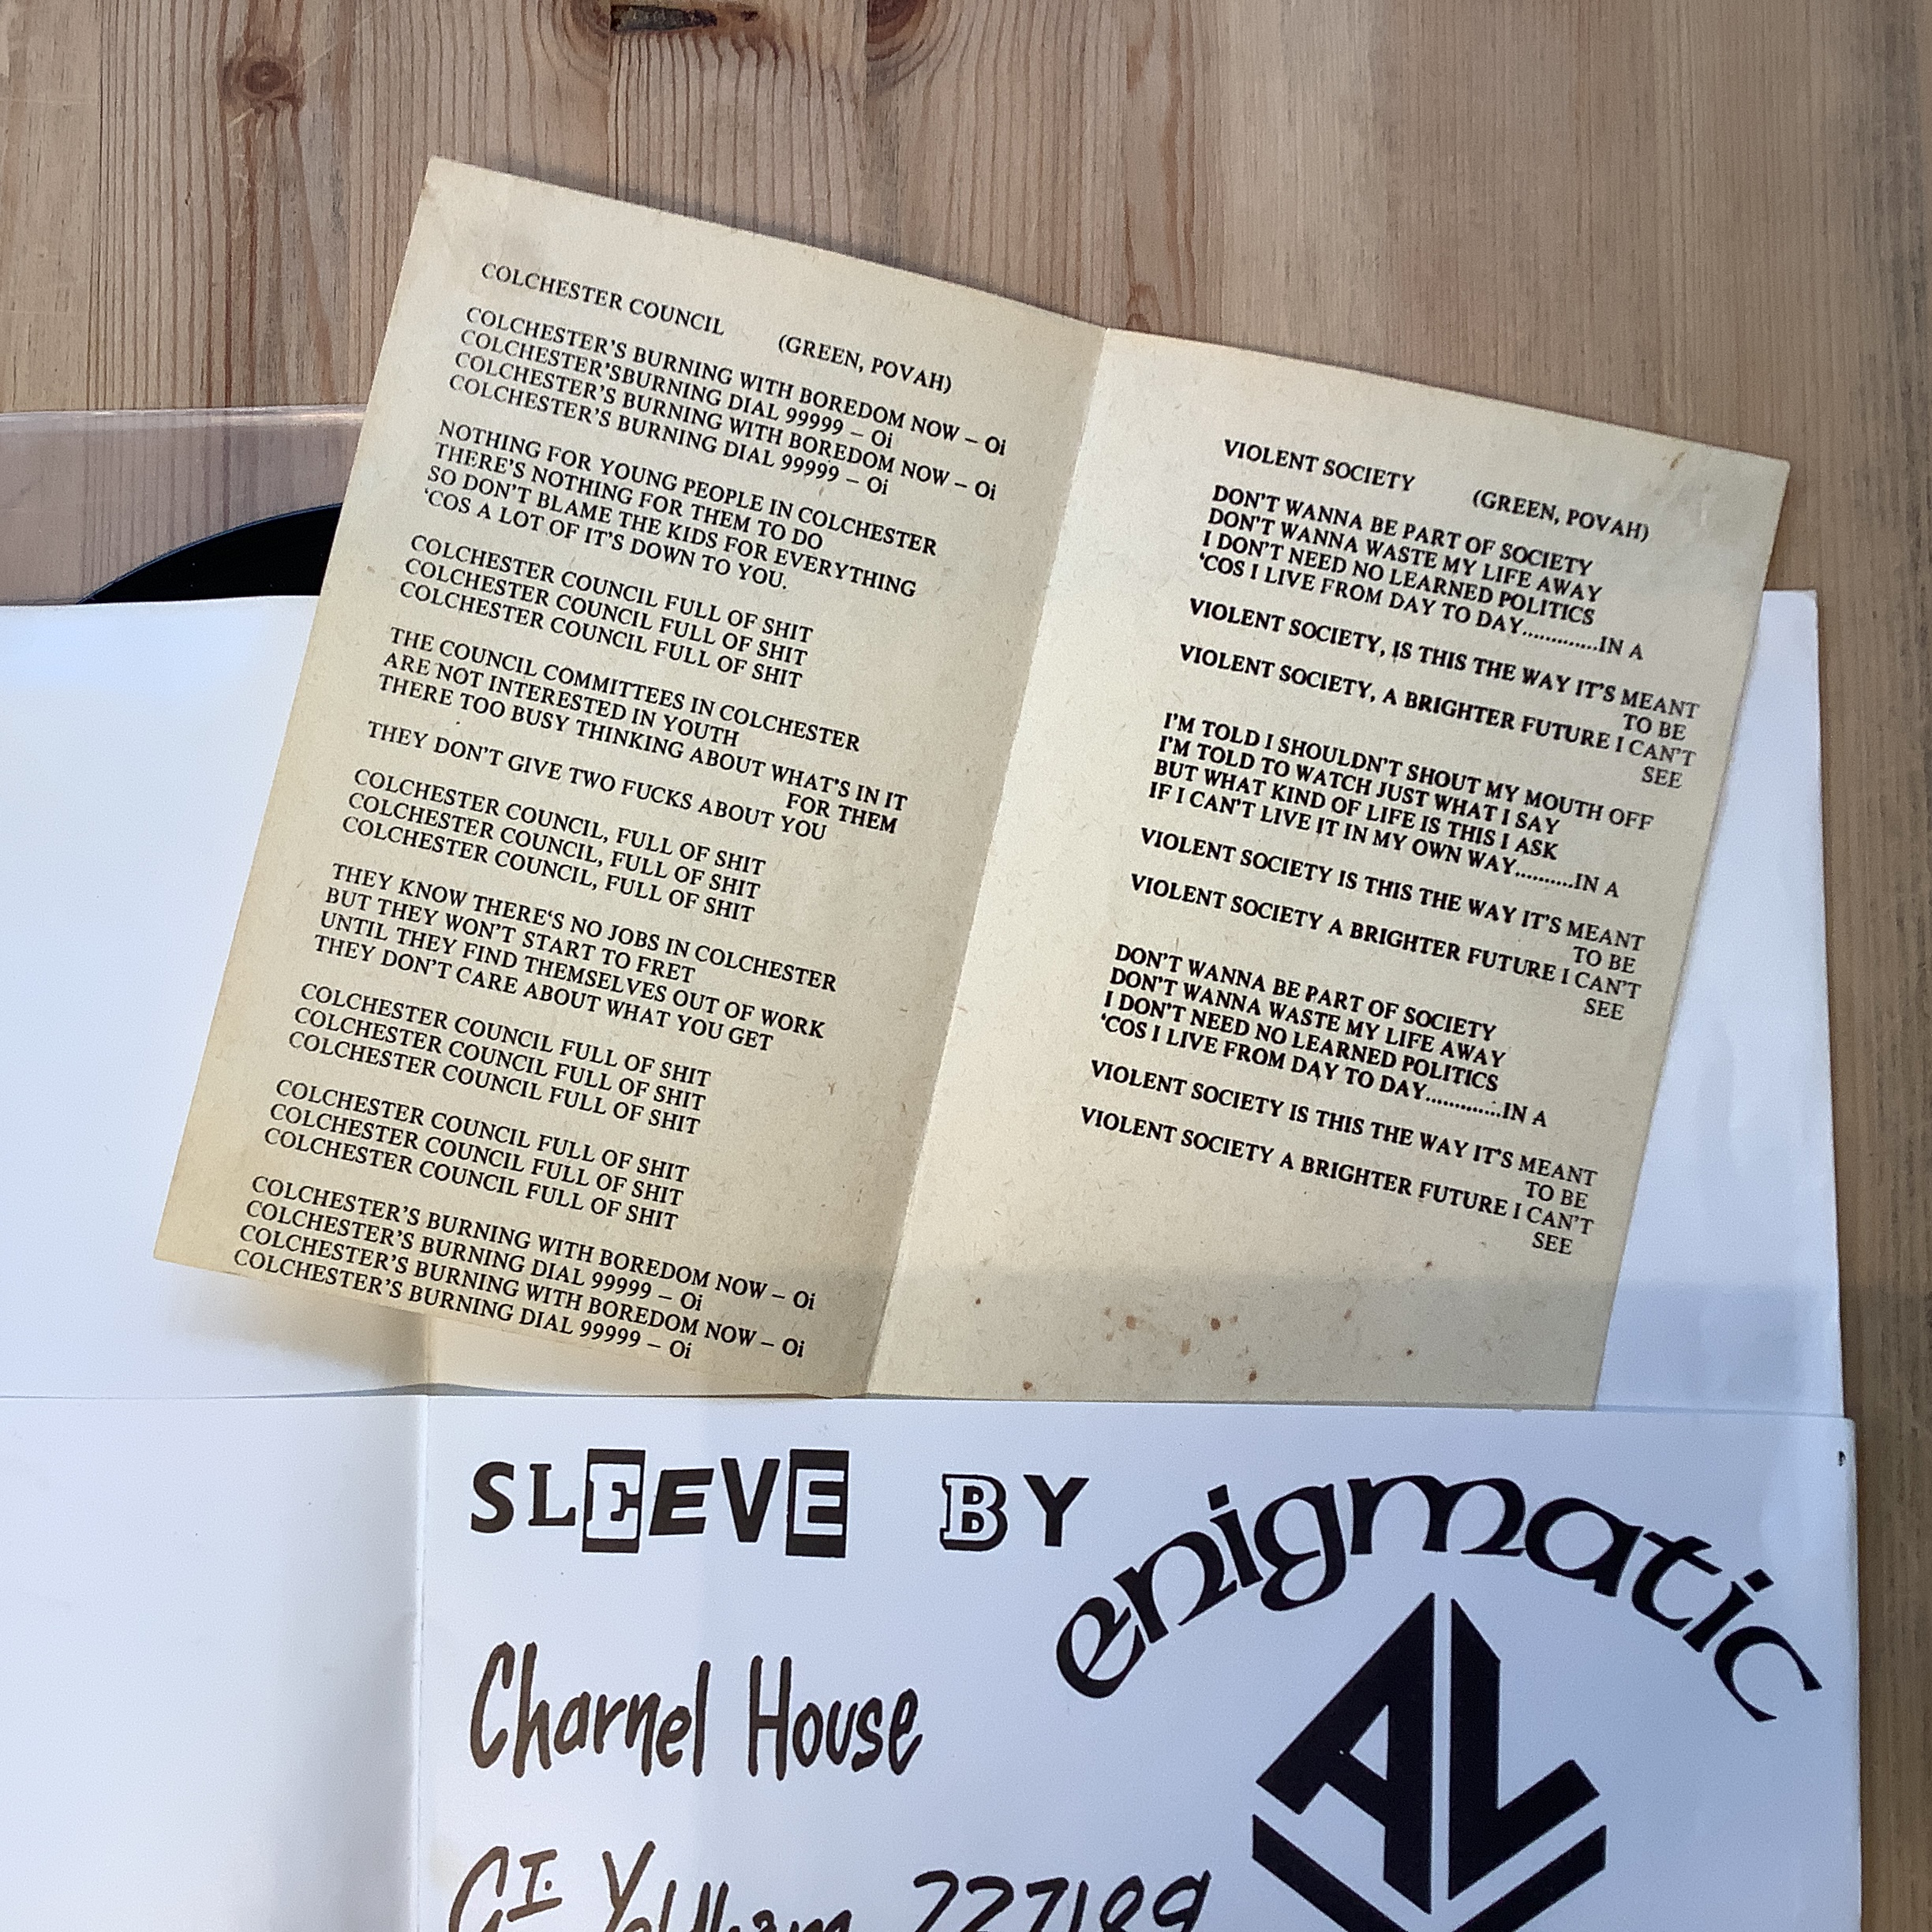 COLCHESTER COUNCIL (GREEN, POVAH)
COLCHESTER'S BURNING WITH BOREDOM NOW – Oi
COLCHESTER'SBURNING DIAL 99999 – Oi
COLCHESTER'S BURNING WITH BOREDOM NOW – Oi
COLCHESTER'S BURNING DIAL 99999 – Oi
NOTHING FOR YOUNG PEOPLE IN COLCHESTER
THERE'S NOTHING FOR THEM TO DO
SO DON'T BLAME THE KIDS FOR EVERYTHING
'COS A LOT OF IT'S DOWN TO YOU.
COLCHESTER COUNCIL FULL OF SHIT
COLCHESTER COUNCIL FULL OF SHIT
COLCHESTER COUNCIL FULL OF SHIT
THE COUNCIL COMMITTEES IN COLCHESTER
ARE NOT INTERESTED IN YOUTH
THERE TOO BUSY THINKING ABOUT WHAT'S IN IT
FOR THEM
THEY DON'T GIVE TWO FUCKS ABOUT YOU
COLCHESTER COUNCIL, FULL OF SHIT
COLCHESTER COUNCIL, FULL OF SHIT
COLCHESTER COUNCIL, FULL OF SHIT
THEY KNOW THERE'S NO JOBS IN COLCHESTER
BUT THEY WON'T START TO FRET
UNTIL THEY FIND THEMSELVES OUT OF WORK
THEY DON'T CARE ABOUT WHAT YOU GET
COLCHESTER COUNCIL FULL OF SHIT
COLCHESTER COUNCIL FULL OF SHIT
COLCHESTER COUNCIL FULL OF SHIT
COLCHESTER COUNCIL FULL OF SHIT
COLCHESTER COUNCIL FULL OF SHIT
COLCHESTER COUNCIL FULL OF SHIT
COLCHESTER'S BURNING WITH BOREDOM NOW – Oi
COLCHESTER'S BURNING DIAL 99999 – Oi
COLCHESTER'S BURNING WITH BOREDOM NOW – Oi
COLCHESTER'S BURNING DIAL 99999 – Oi
VIOLENT SOCIETY (GREEN, POVAH)
DON'T WANNA BE PART OF SOCIETY
DON'T WANNA WASTE MY LIFE AWAY
I DON'T NEED NO LEARNED POLITICS
'COS I LIVE FROM DAY TO DAY.............IN A
VIOLENT SOCIETY, IS THIS THE WAY IT'S MEANT
TO BE
VIOLENT SOCIETY, A BRIGHTER FUTURE I CAN'T
SEE
I'M TOLD I SHOULDN'T SHOUT MY MOUTH OFF
I'M TOLD TO WATCH JUST WHAT I SAY
BUT WHAT KIND OF LIFE IS THIS I ASK
IF I CAN'T LIVE IT IN MY OWN WAY..........IN A
VIOLENT SOCIETY IS THIS THE WAY IT'S MEANT
TO BE
VIOLENT SOCIETY A BRIGHTER FUTURE I CAN'T
SEE
DON'T WANNA BE PART OF SOCIETY
DON'T WANNA WASTE MY LIFE AWAY
I DON'T NEED NO LEARNED POLITICS
'COS I LIVE FROM DAY TO DAY.............IN A
VIOLENT SOCIETY IS THIS THE WAY IT'S MEANT
TO BE
VIOLENT SOCIETY A BRIGHTER FUTURE I CAN'T
SEE
SLEEVE BY enigmatic
Charnel House
GT. Yeldham 227189